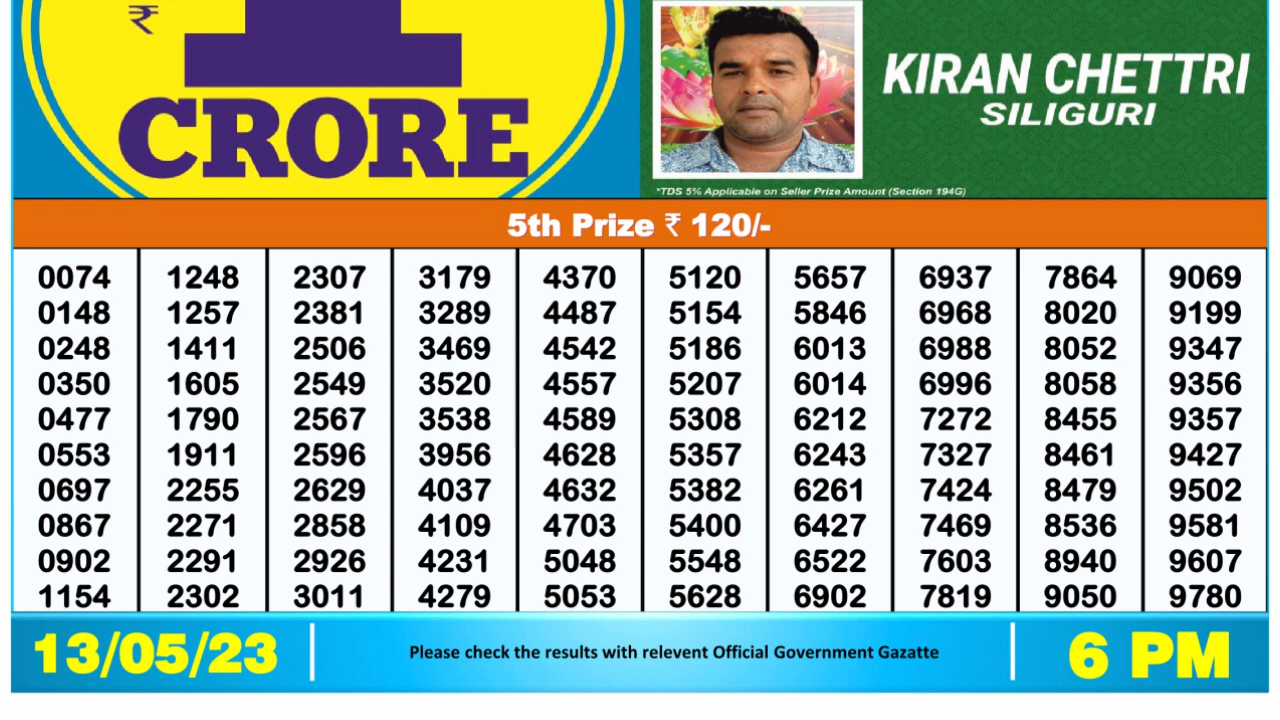 ₹
1
CRORE
KIRAN CHETTRI
SILIGURI
*TDS 5% Applicable on Seller Prize Amount (Section 194G)
5th Prize ₹ 120/-
0074 1248 2307 3179 4370 5120 5657 6937 7864 9069
0148 1257 2381 3289 4487 5154 5846 6968 8020 9199
0248 1411 2506 3469 4542 5186 6013 6988 8052 9347
0350 1605 2549 3520 4557 5207 6014 6996 8058 9356
0477 1790 2567 3538 4589 5308 6212 7272 8455 9357
0553 1911 2596 3956 4628 5357 6243 7327 8461 9427
0697 2255 2629 4037 4632 5382 6261 7424 8479 9502
0867 2271 2858 4109 4703 5400 6427 7469 8536 9581
0902 2291 2926 4231 5048 5548 6522 7603 8940 9607
1154 2302 3011 4279 5053 5628 6902 7819 9050 9780
13/05/23
Please check the results with relevent Official Government Gazatte
6 PM